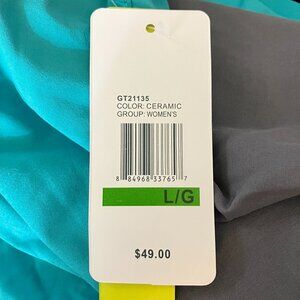 GT21135
COLOR: CERAMIC
GROUP: WOMEN'S
8 84968 33765 7
L/G
$49.00